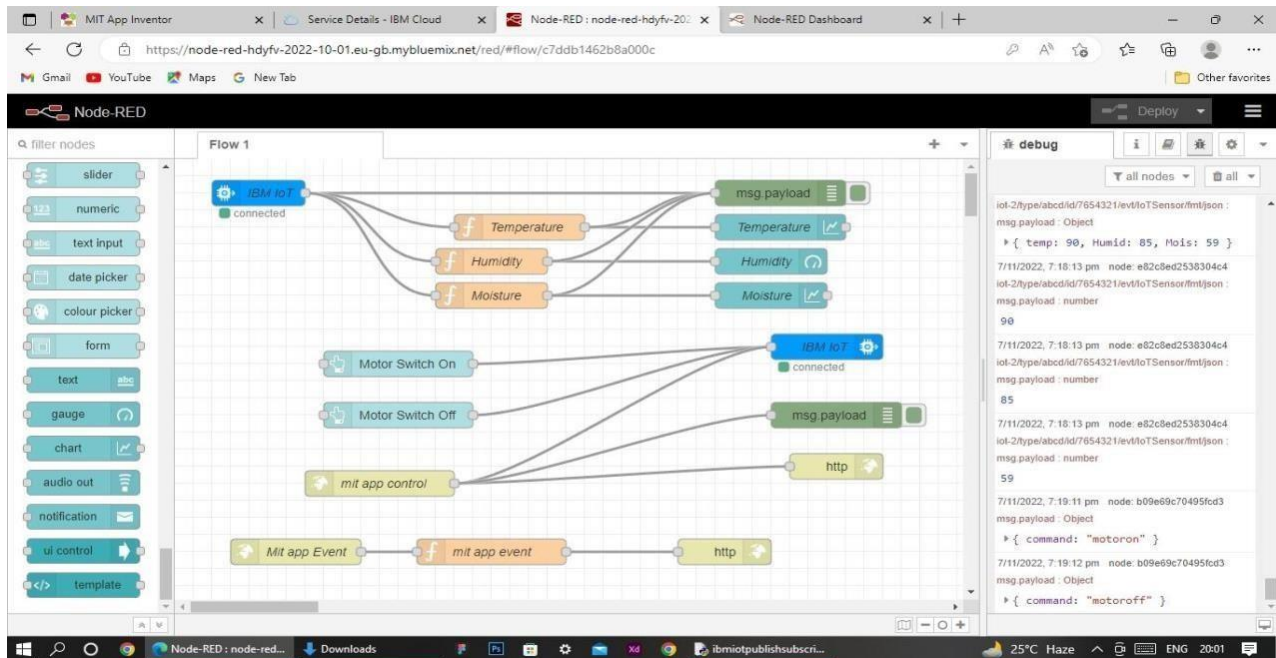 MIT App Inventor
Service Details - IBM Cloud
Node-RED : node-red-hdyfv-202
Node-RED Dashboard
https://node-red-hdyfv-2022-10-01.eu-gb.mybluemix.net/red/#flow/c7ddb1462b8a000c
Gmail YouTube Maps New Tab Other favorites
Node-RED Deploy
filter nodes
slider
numeric
text input
date picker
colour picker
form
text
gauge
chart
audio out
notification
ui control
template
Flow 1
IBM IoT
connected
msg.payload
Temperature Temperature
Humidity Humidity
Moisture Moisture
Motor Switch On
IBM IoT
connected
Motor Switch Off
msg.payload
http
mit app control
Mit app Event mit app event http
debug
all nodes all
iot-2/type/abcd/id/7654321/evt/IoTSensor/fmt/json :
msg.payload : Object
{ temp: 90, Humid: 85, Mois: 59 }
7/11/2022, 7:18:13 pm node: e82c8ed2538304c4
iot-2/type/abcd/id/7654321/evt/IoTSensor/fmt/json :
msg.payload : number
90
7/11/2022, 7:18:13 pm node: e82c8ed2538304c4
iot-2/type/abcd/id/7654321/evt/IoTSensor/fmt/json :
msg.payload : number
85
7/11/2022, 7:18:13 pm node: e82c8ed2538304c4
iot-2/type/abcd/id/7654321/evt/IoTSensor/fmt/json :
msg.payload : number
59
7/11/2022, 7:19:11 pm node: b09e69c70495fcd3
msg.payload : Object
{ command: "motoron" }
7/11/2022, 7:19:12 pm node: b09e69c70495fcd3
msg.payload : Object
{ command: "motoroff" }
Node-RED : node-red... Downloads ibmiotpublishsubscri... 25°C Haze ENG 20:01